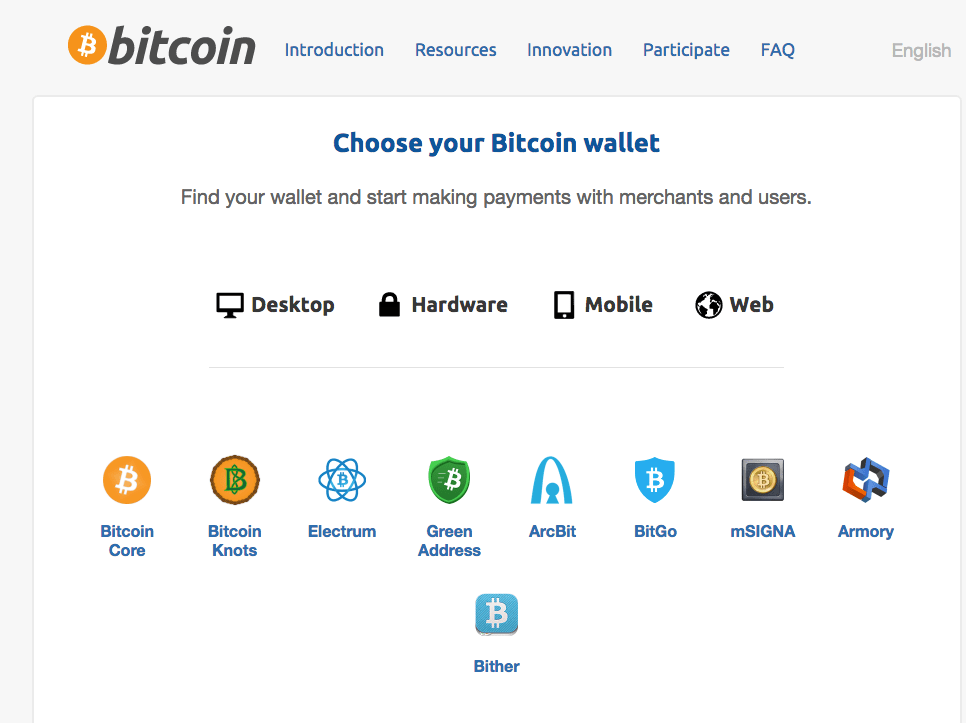 bitcoin Introduction Resources Innovation Participate FAQ English
Choose your Bitcoin wallet
Find your wallet and start making payments with merchants and users.
Desktop Hardware Mobile Web
Bitcoin Core
Bitcoin Knots
Electrum
Green Address
ArcBit
BitGo
mSIGNA
Armory
Bither